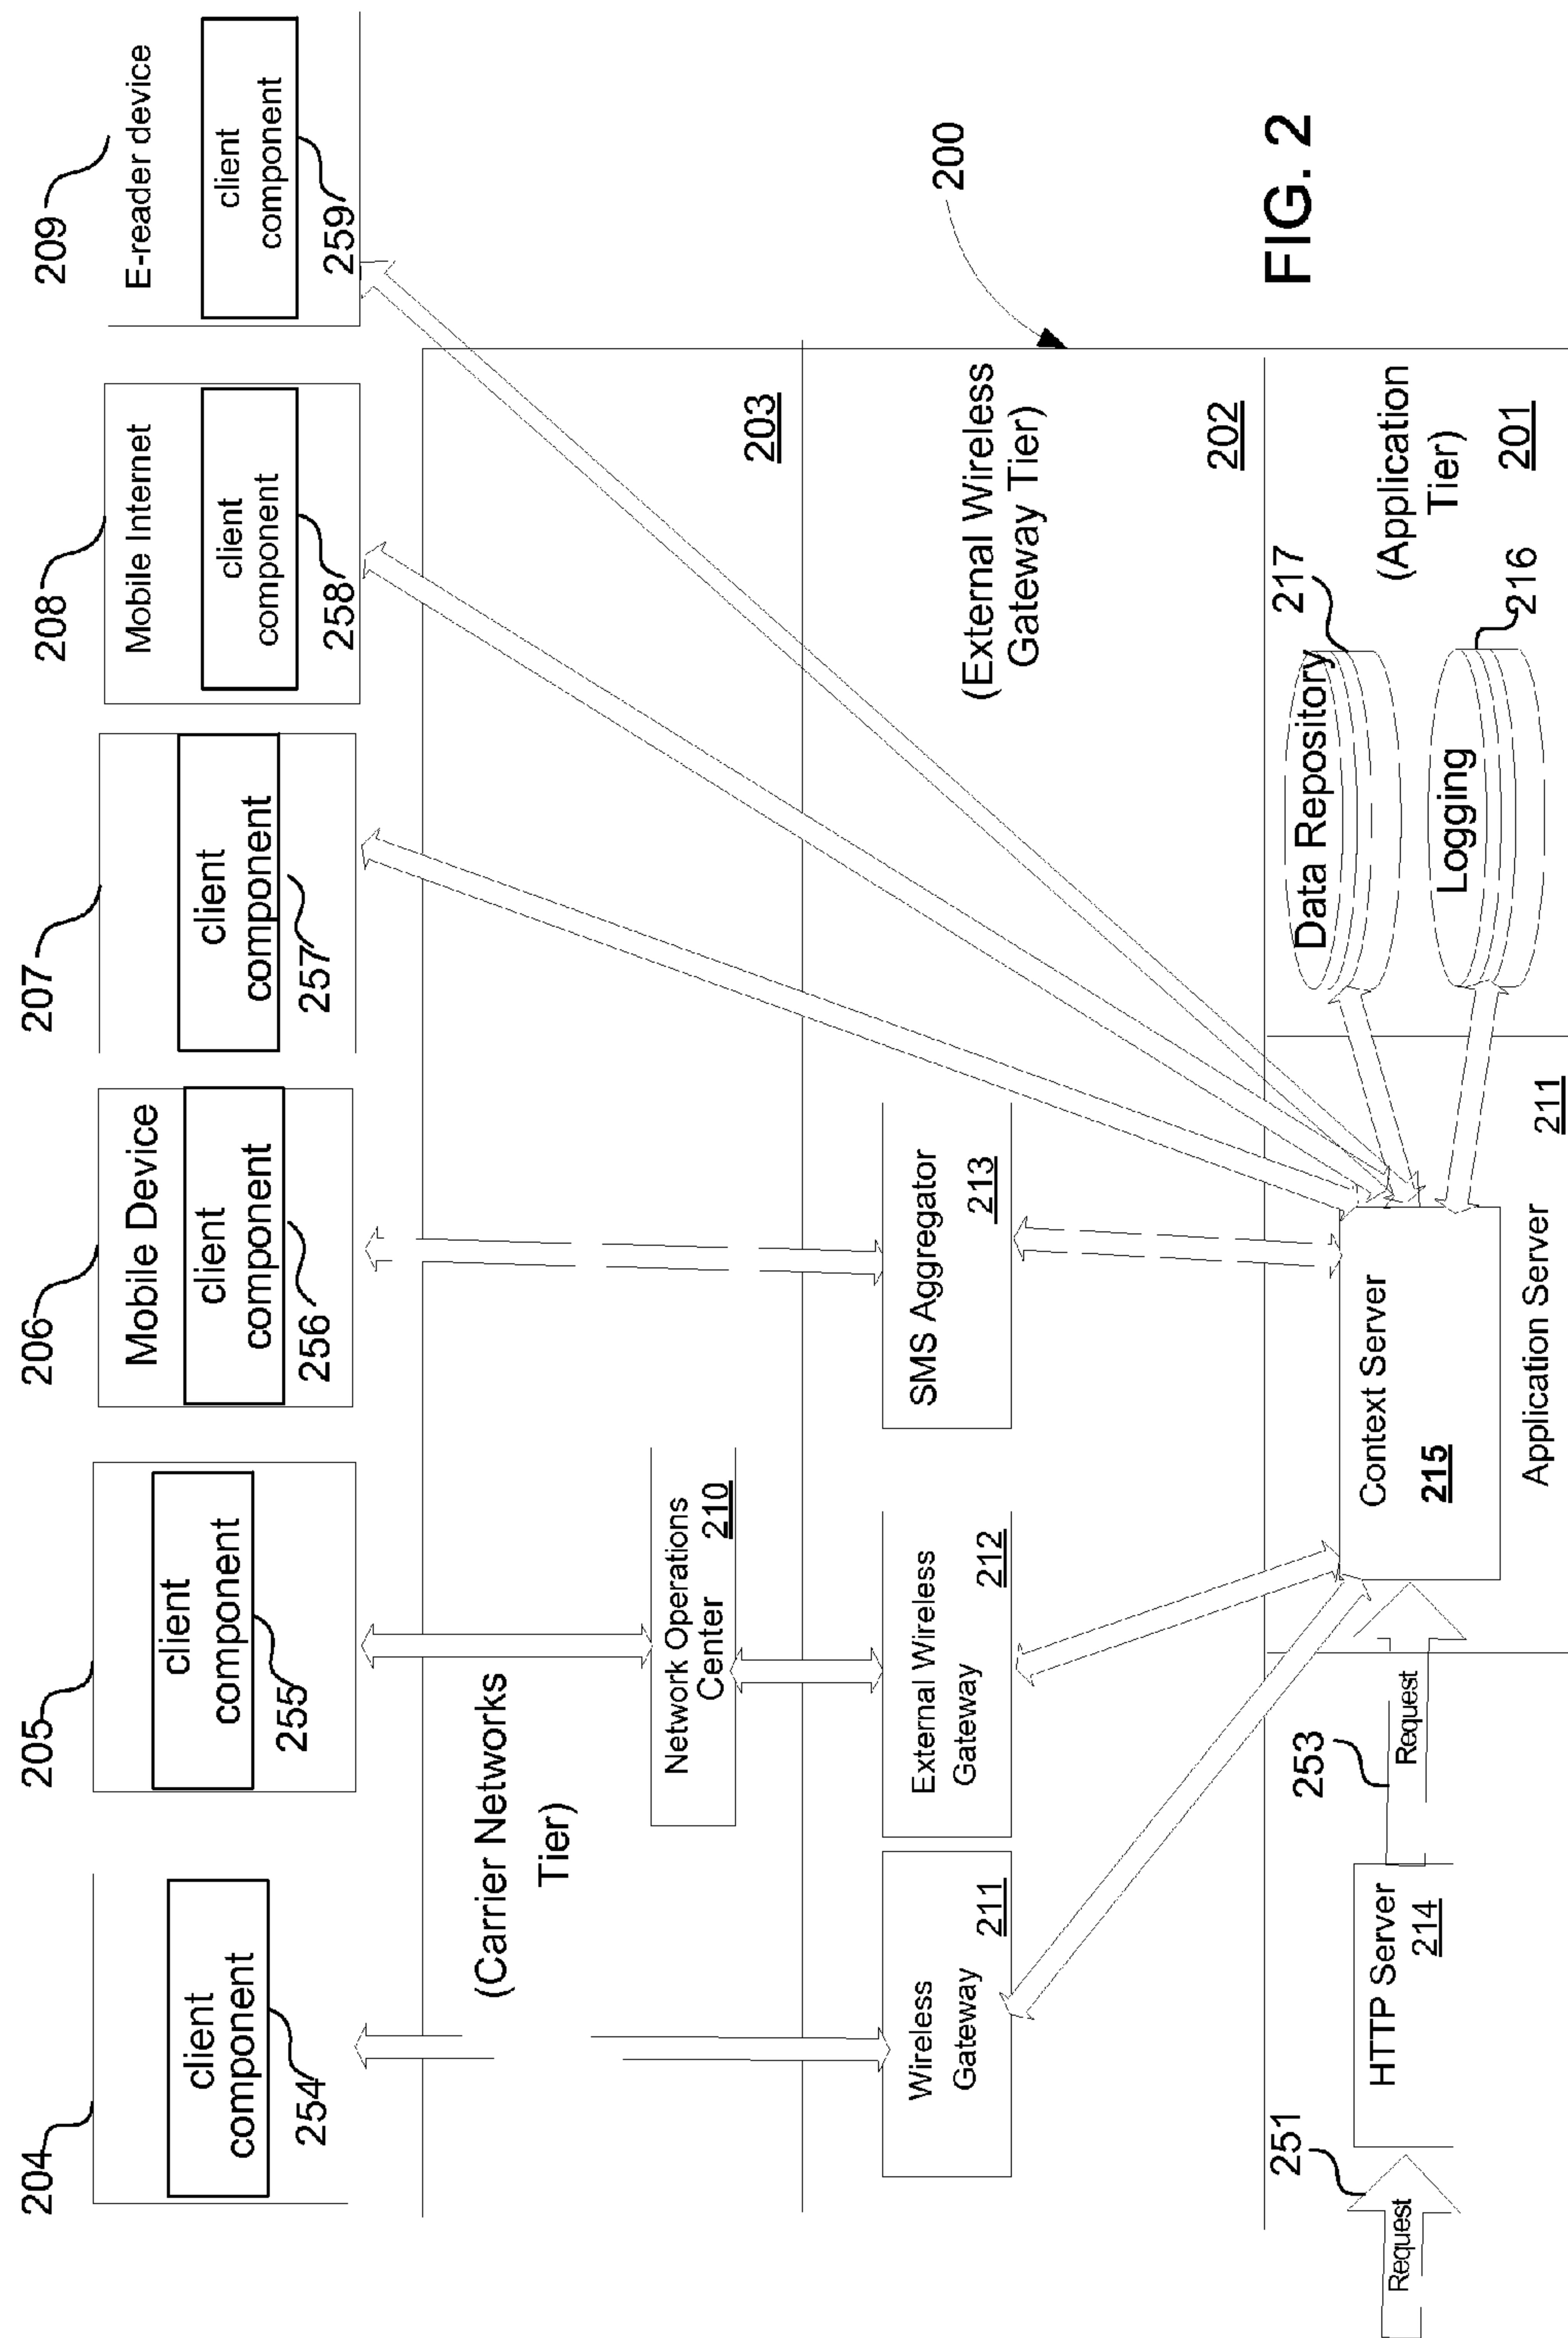 204
205
206
207
208
209
Mobile Device
Mobile Internet
E-reader device
client
component
254
client
component
255
client
component
256
client
component
257
client
component
258
client
component
259
(Carrier Networks
Tier)
203
Network Operations
Center 210
200
Wireless
Gateway
211
External Wireless
Gateway
212
SMS Aggregator
213
(External Wireless
Gateway Tier)
202
FIG. 2
251
Request
HTTP Server
214
253
Request
Context Server
215
Application Server
211
Data Repository
217
Logging
216
(Application
Tier)
201